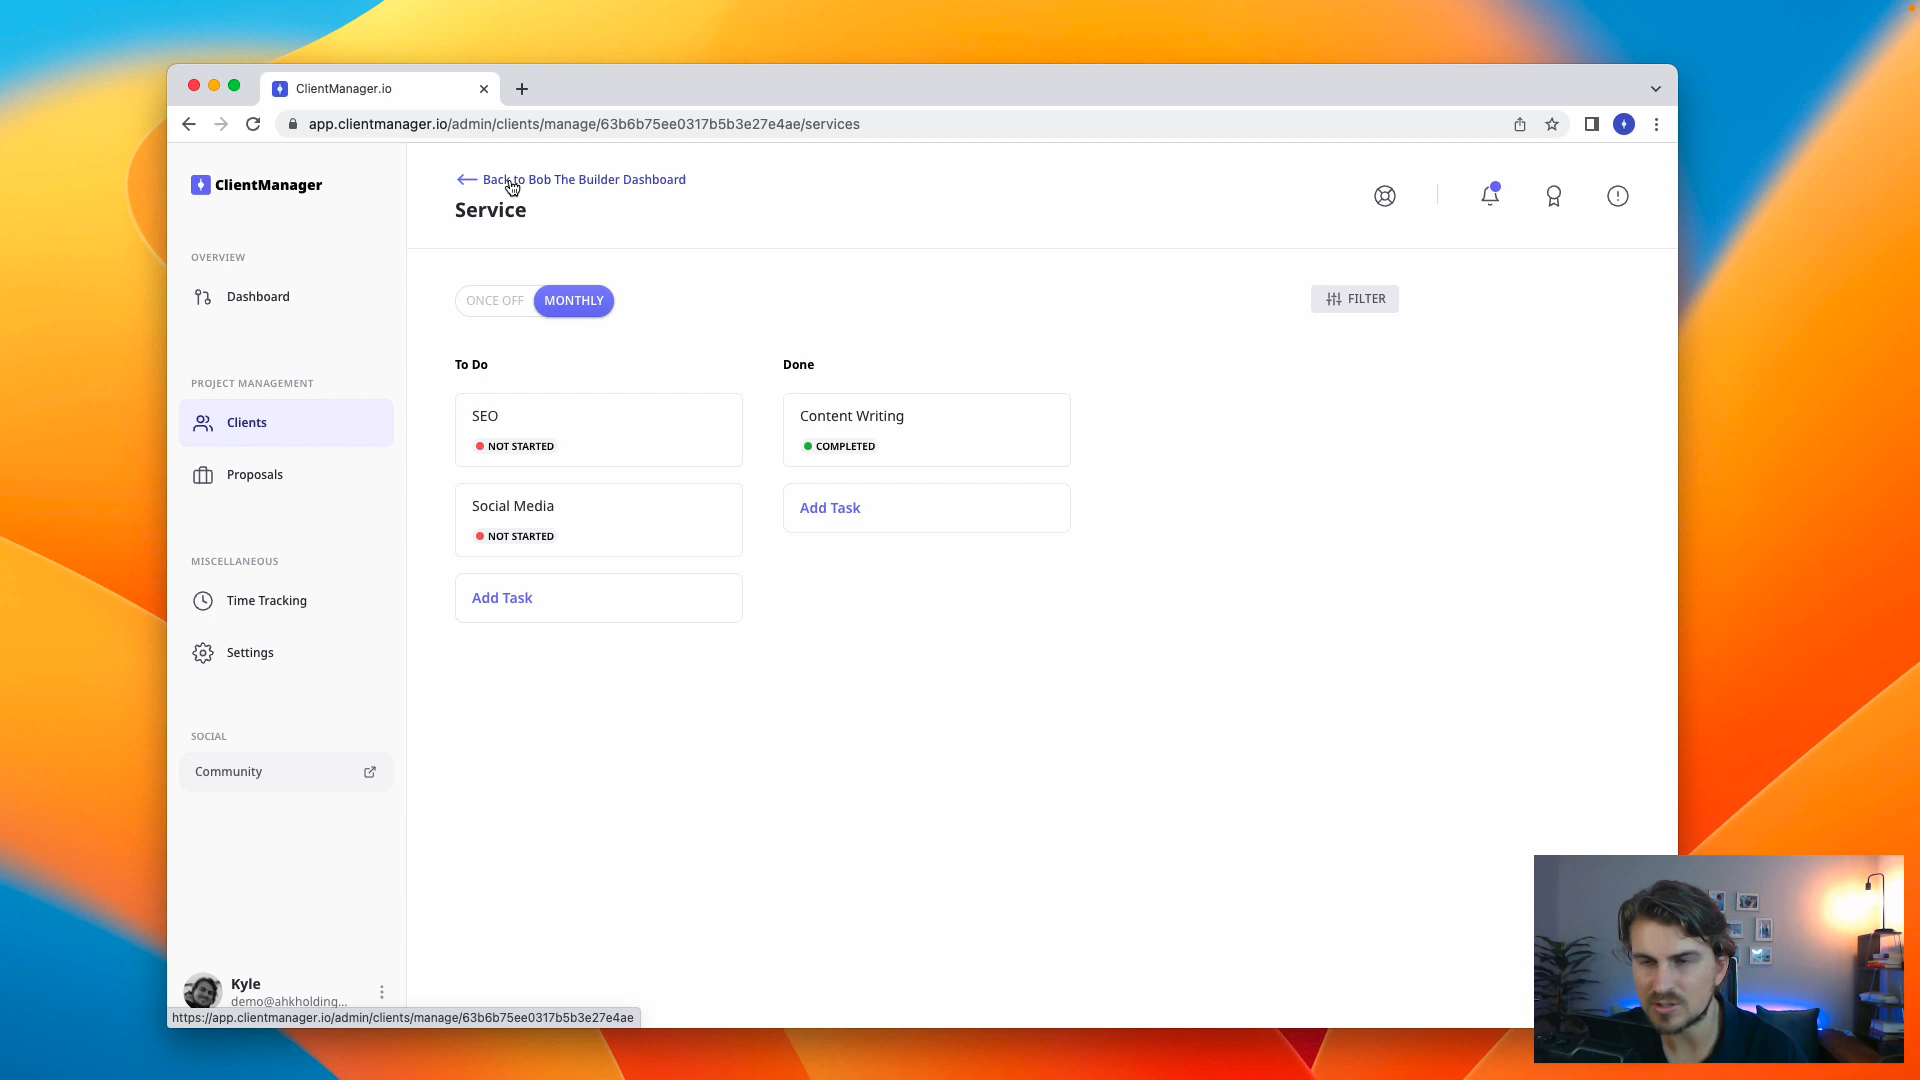 ClientManager.io
app.clientmanager.io/admin/clients/manage/63b6b75ee0317b5b3e27e4ae/services
ClientManager
Back to Bob The Builder Dashboard
Service
OVERVIEW
Dashboard
PROJECT MANAGEMENT
Clients
Proposals
MISCELLANEOUS
Time Tracking
Settings
SOCIAL
Community
ONCE OFF
MONTHLY
FILTER
To Do
SEO
NOT STARTED
Social Media
NOT STARTED
Add Task
Done
Content Writing
COMPLETED
Add Task
Kyle
demo@ahkholding...
https://app.clientmanager.io/admin/clients/manage/63b6b75ee0317b5b3e27e4ae